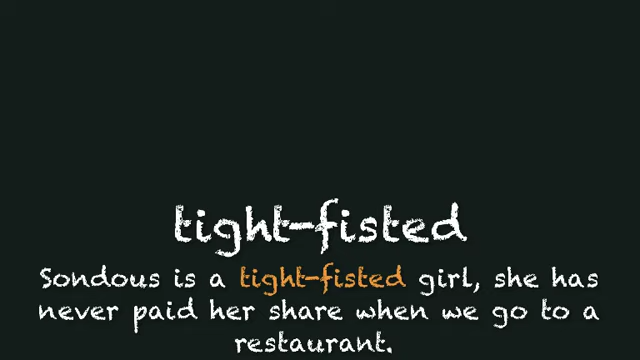 tight-fisted
Sondous is a tight-fisted girl, she has
never paid her share when we go to a
restaurant.